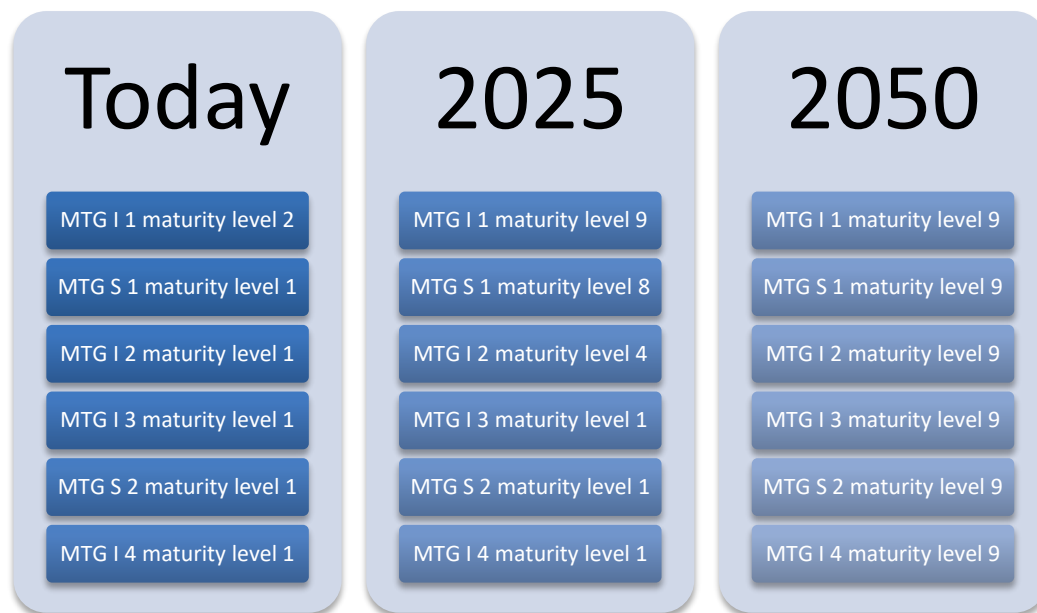 Today
MTG I 1 maturity level 2
MTG S 1 maturity level 1
MTG I 2 maturity level 1
MTG I 3 maturity level 1
MTG S 2 maturity level 1
MTG I 4 maturity level 1
2025
MTG I 1 maturity level 9
MTG S 1 maturity level 8
MTG I 2 maturity level 4
MTG I 3 maturity level 1
MTG S 2 maturity level 1
MTG I 4 maturity level 1
2050
MTG I 1 maturity level 9
MTG S 1 maturity level 9
MTG I 2 maturity level 9
MTG I 3 maturity level 9
MTG S 2 maturity level 9
MTG I 4 maturity level 9